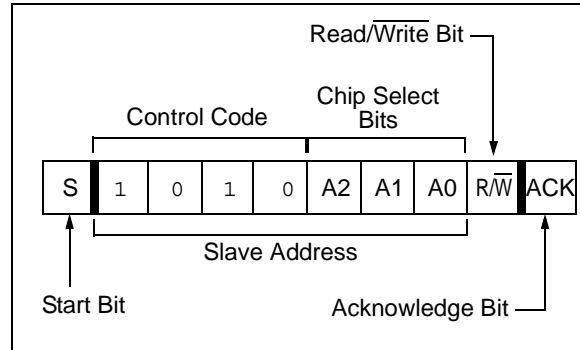 Read/Write Bit
Chip Select
Control Code Bits
S 1 0 1 0 A2 A1 A0 R/W ACK
Slave Address
Start Bit Acknowledge Bit